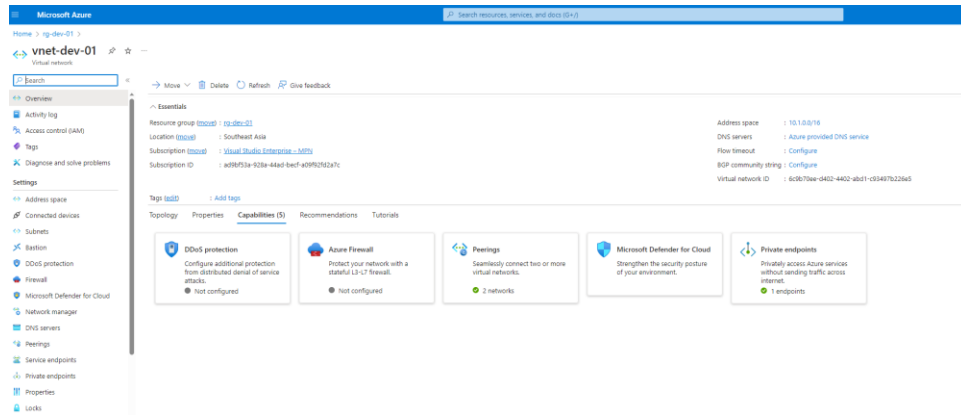 Microsoft Azure
Search resources, services, and docs (G+/)
Home > rg-dev-01 >
vnet-dev-01
Virtual network
Search
Overview
Activity log
Access control (IAM)
Tags
Diagnose and solve problems
Settings
Address space
Connected devices
Subnets
Bastion
DDoS protection
Firewall
Microsoft Defender for Cloud
Network manager
DNS servers
Peerings
Service endpoints
Private endpoints
Properties
Locks
Move
Delete
Refresh
Give feedback
Essentials
Resource group (move) : rg-dev-01
Location (move) : Southeast Asia
Subscription (move) : Visual Studio Enterprise – MPN
Subscription ID : ad9bf53a-928a-44ad-becf-a09f92fd2a7c
Address space : 10.1.0.0/16
DNS servers : Azure provided DNS service
Flow timeout : Configure
BGP community string : Configure
Virtual network ID : 6c9b70ee-d402-4402-abd1-c93497b226e5
Tags (edit) : Add tags
Topology
Properties
Capabilities (5)
Recommendations
Tutorials
DDoS protection
Configure additional protection
from distributed denial of service
attacks.
Not configured
Azure Firewall
Protect your network with a
stateful L3-L7 firewall.
Not configured
Peerings
Seamlessly connect two or more
virtual networks.
2 networks
Microsoft Defender for Cloud
Strengthen the security posture
of your environment.
Private endpoints
Privately access Azure services
without sending traffic across
internet.
1 endpoints